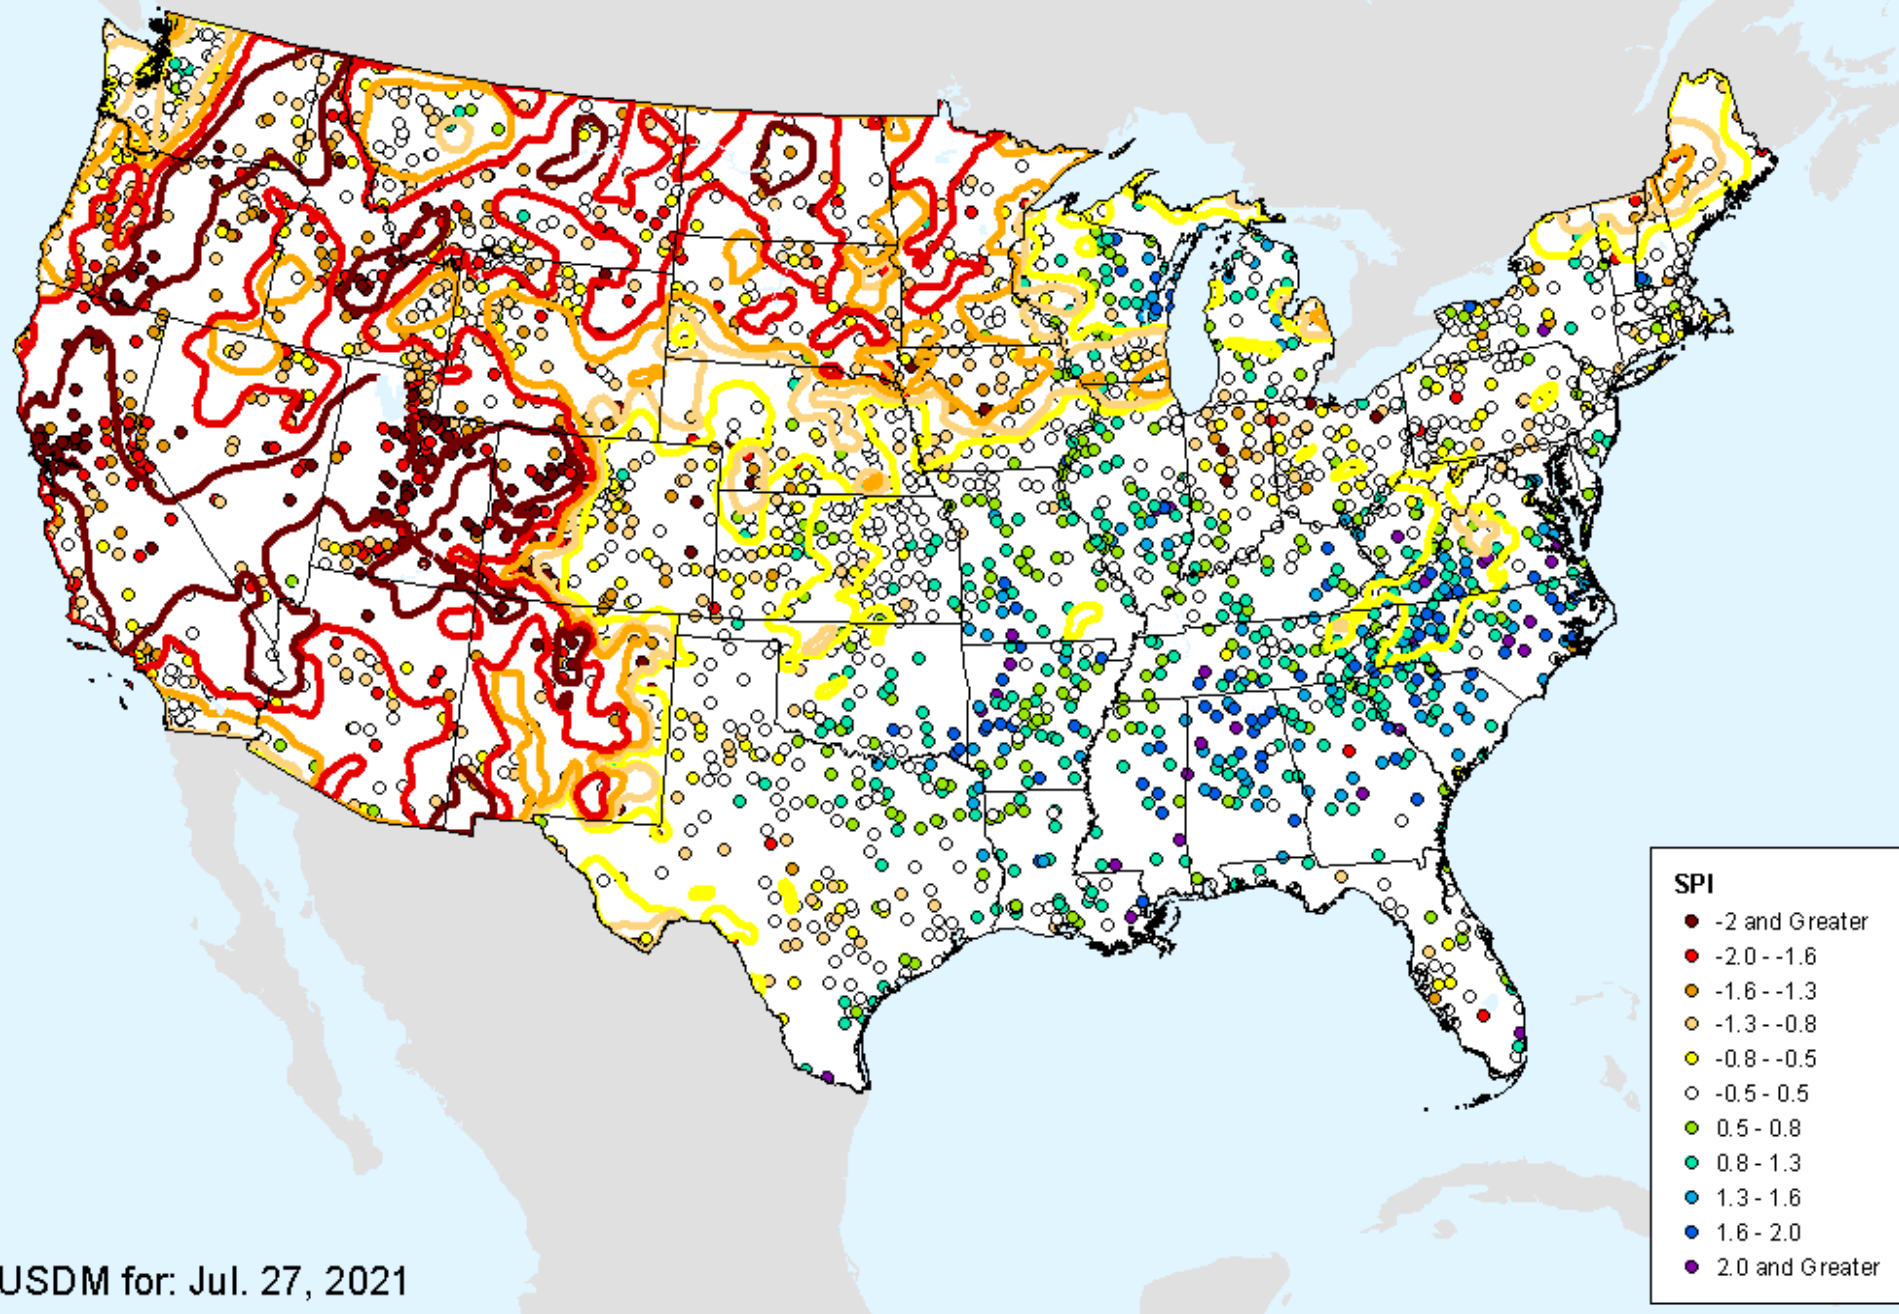 SPI
-2 and Greater
-2.0 - -1.6
-1.6 - -1.3
-1.3 - -0.8
-0.8 - -0.5
-0.5 - 0.5
0.5 - 0.8
0.8 - 1.3
1.3 - 1.6
1.6 - 2.0
2.0 and Greater
USDM for: Jul. 27, 2021